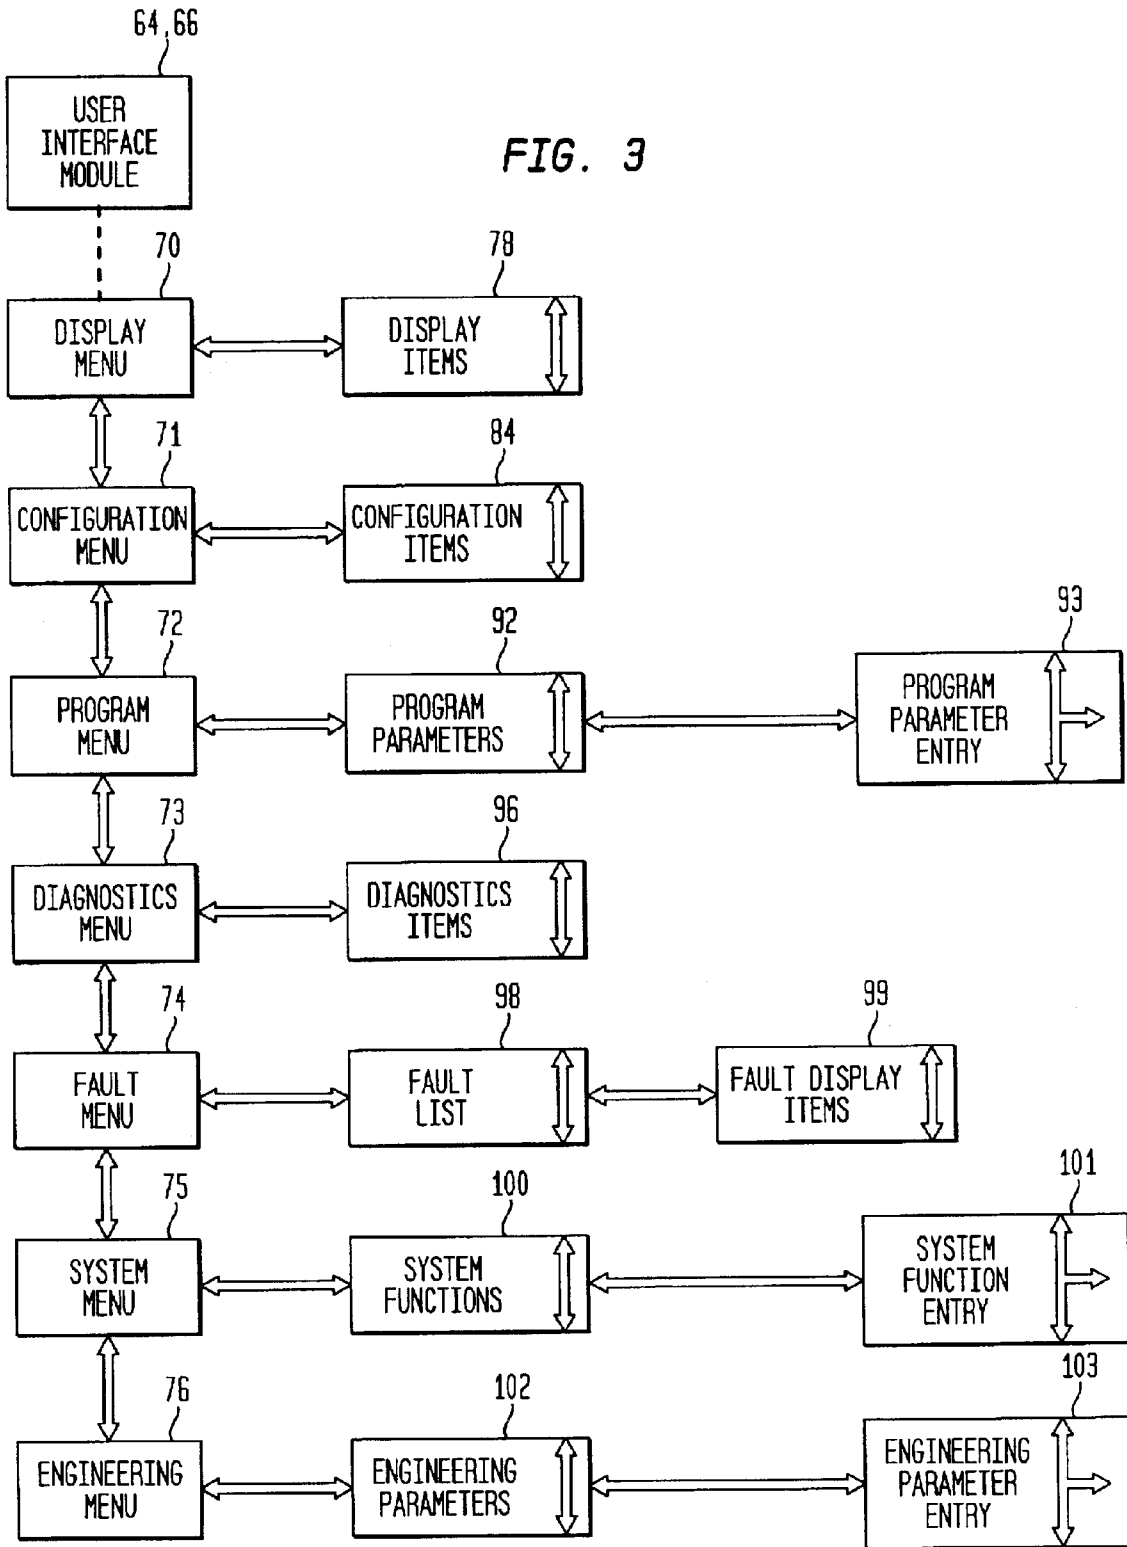 64,66
USER
INTERFACE
MODULE
FIG. 3
70
DISPLAY
MENU
78
DISPLAY
ITEMS
71
CONFIGURATION
MENU
84
CONFIGURATION
ITEMS
72
PROGRAM
MENU
92
PROGRAM
PARAMETERS
93
PROGRAM
PARAMETER
ENTRY
73
DIAGNOSTICS
MENU
96
DIAGNOSTICS
ITEMS
74
FAULT
MENU
98
FAULT
LIST
99
FAULT DISPLAY
ITEMS
75
SYSTEM
MENU
100
SYSTEM
FUNCTIONS
101
SYSTEM
FUNCTION
ENTRY
76
ENGINEERING
MENU
102
ENGINEERING
PARAMETERS
103
ENGINEERING
PARAMETER
ENTRY